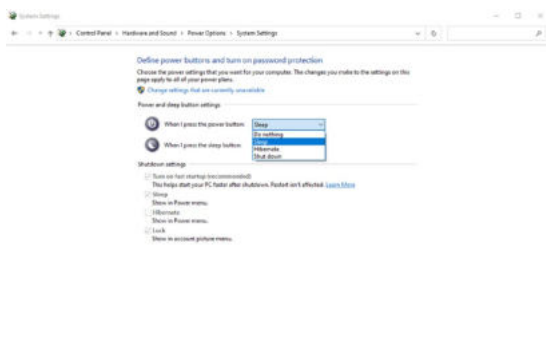 System Settings
Control Panel > Hardware and Sound > Power Options > System Settings
Define power buttons and turn on password protection
Choose the power settings that you want for your computer. The changes you make to the settings on this
page apply to all of your power plans.
Change settings that are currently unavailable
Power and sleep button settings
When I press the power button: Sleep
Do nothing
Sleep
Hibernate
Shut down
When I press the sleep button:
Shutdown settings
Turn on fast startup (recommended)
This helps start your PC faster after shutdown. Restart isn't affected. Learn More
Sleep
Show in Power menu.
Hibernate
Show in Power menu.
Lock
Show in account picture menu.